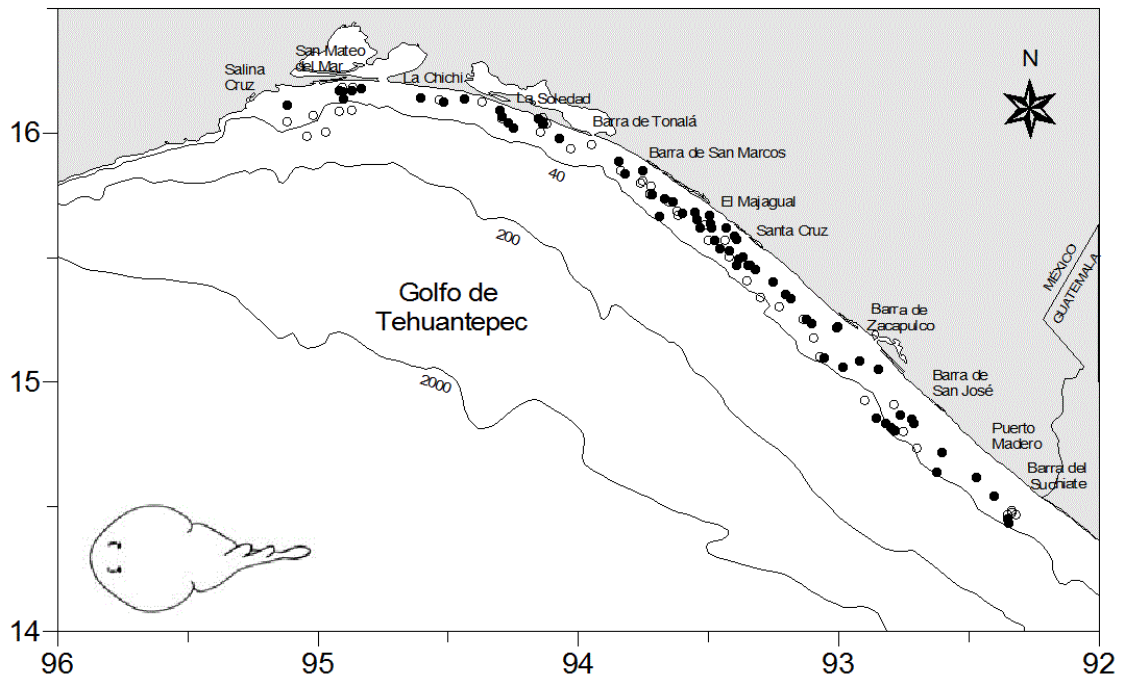 San Mateo
del Mar
Salina
Cruz
La Chichi
La Soledad
N
16
Barra de Tonalá
Barra de San Marcos
40
El Majagual
Santa Cruz
200
MÉXICO
GUATEMALA
Golfo de
Tehuantepec
Barra de
Zacapulco
15
2000
Barra de
San José
Puerto
Madero
Barra del
Suchiate
14
96
95
94
93
92